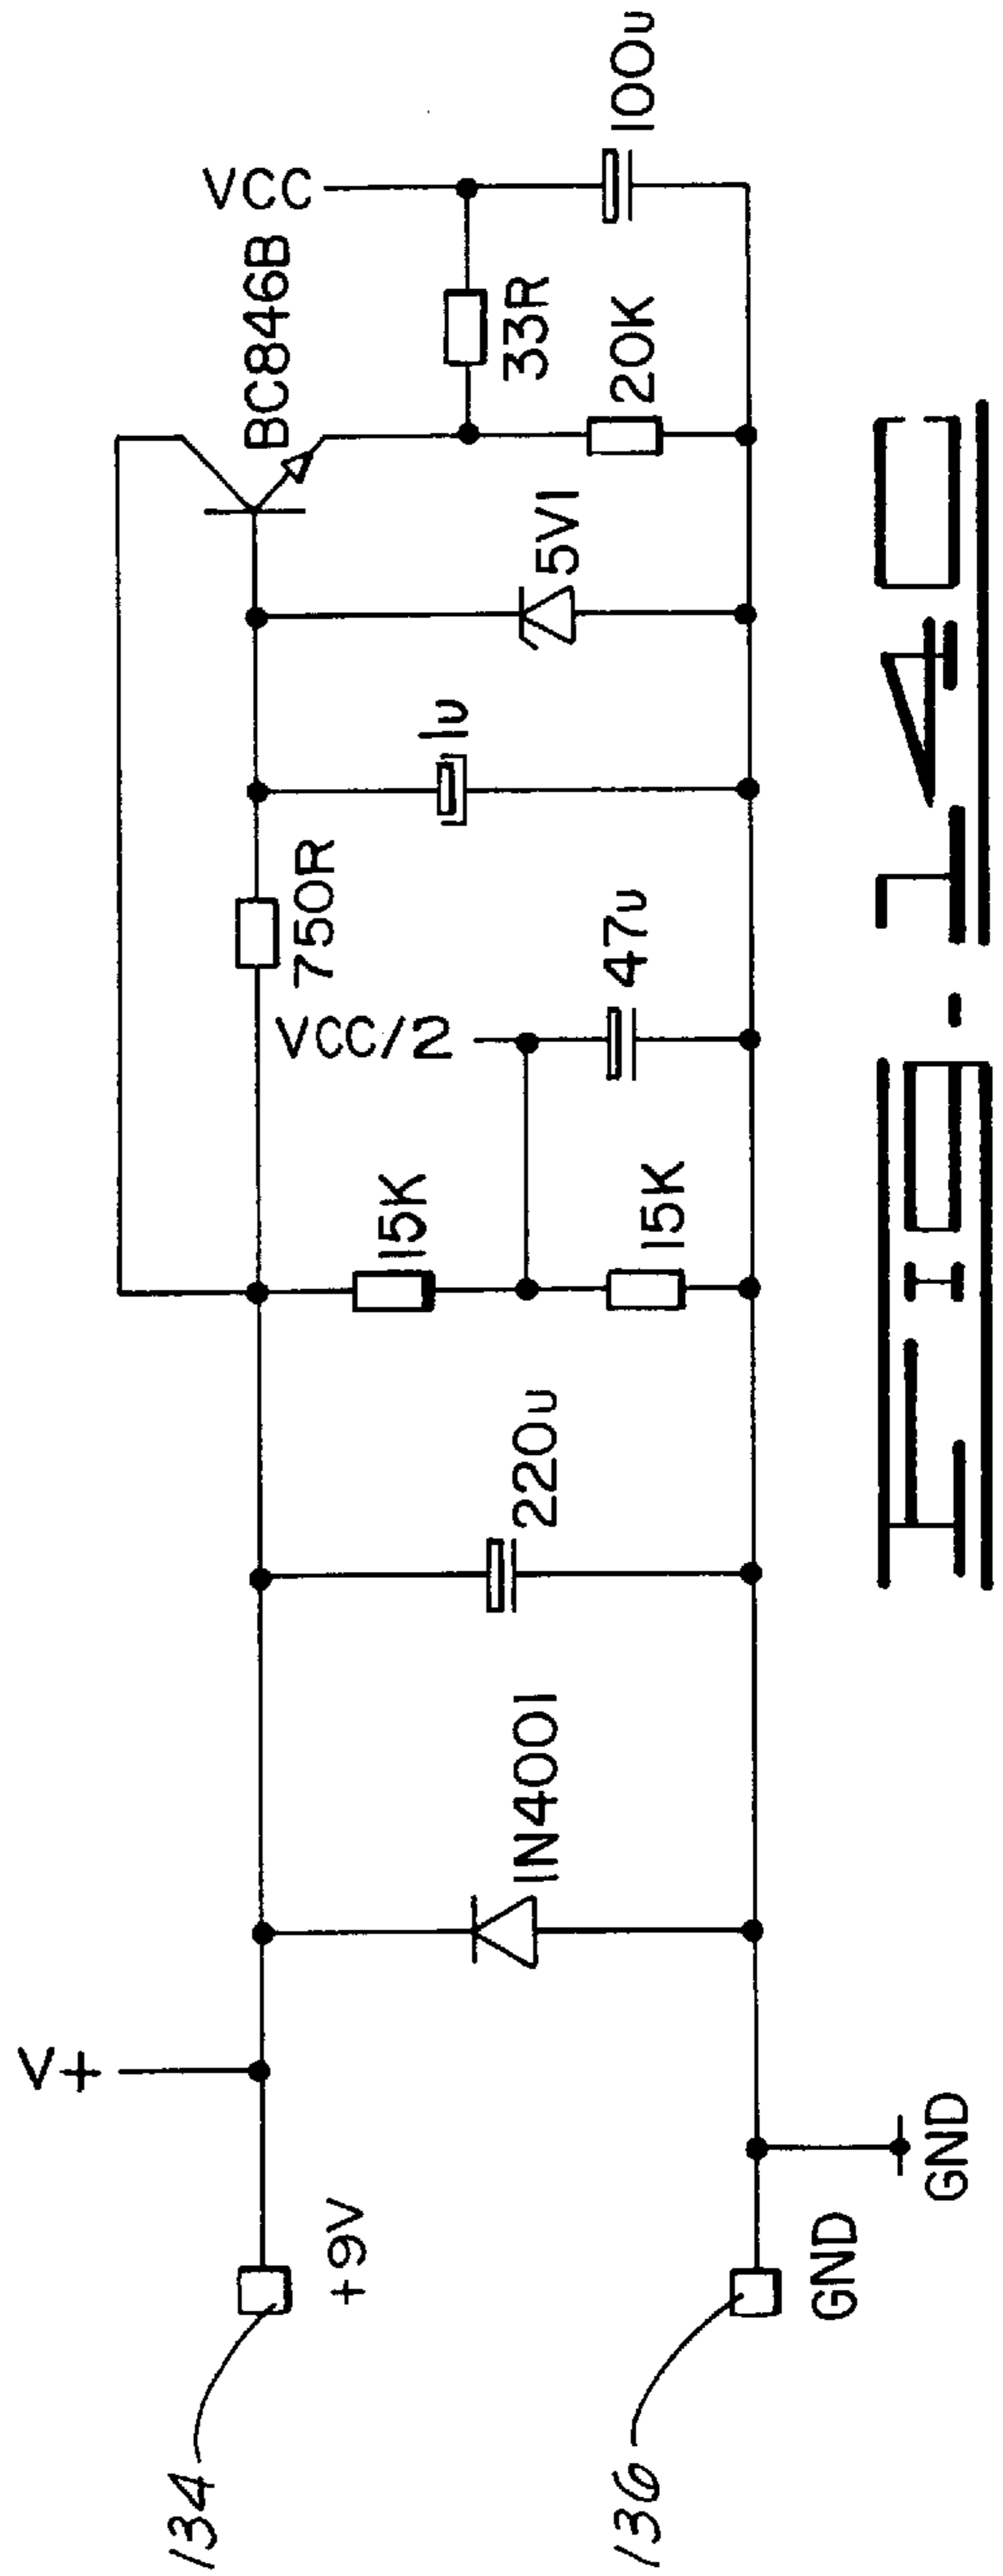 134
+9V
V+
136
GND
GND
1N4001
220u
15K
15K
VCC/2
47u
750R
1u
5V1
BC846B
33R
20K
VCC
100u
FIG. - 14D